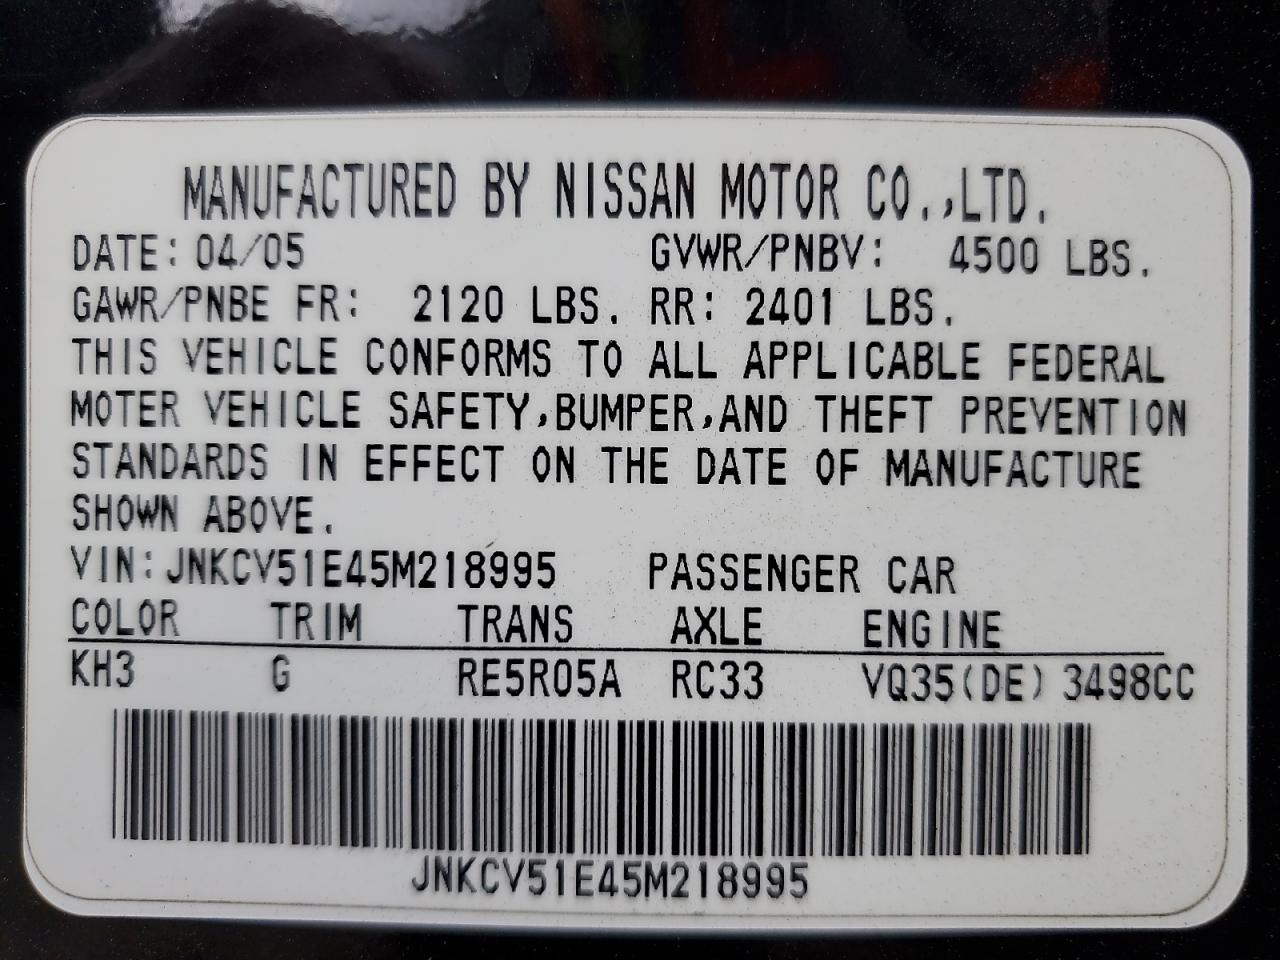 MANUFACTURED BY NISSAN MOTOR CO.,LTD.
DATE: 04/05 GVWR/PNBV: 4500 LBS.
GAWR/PNBE FR: 2120 LBS. RR: 2401 LBS.
THIS VEHICLE CONFORMS TO ALL APPLICABLE FEDERAL
MOTER VEHICLE SAFETY,BUMPER,AND THEFT PREVENTION
STANDARDS IN EFFECT ON THE DATE OF MANUFACTURE
SHOWN ABOVE.
VIN:JNKCV51E45M218995 PASSENGER CAR
COLOR TRIM TRANS AXLE ENGINE
KH3 G RE5R05A RC33 VQ35(DE) 3498CC
JNKCV51E45M218995